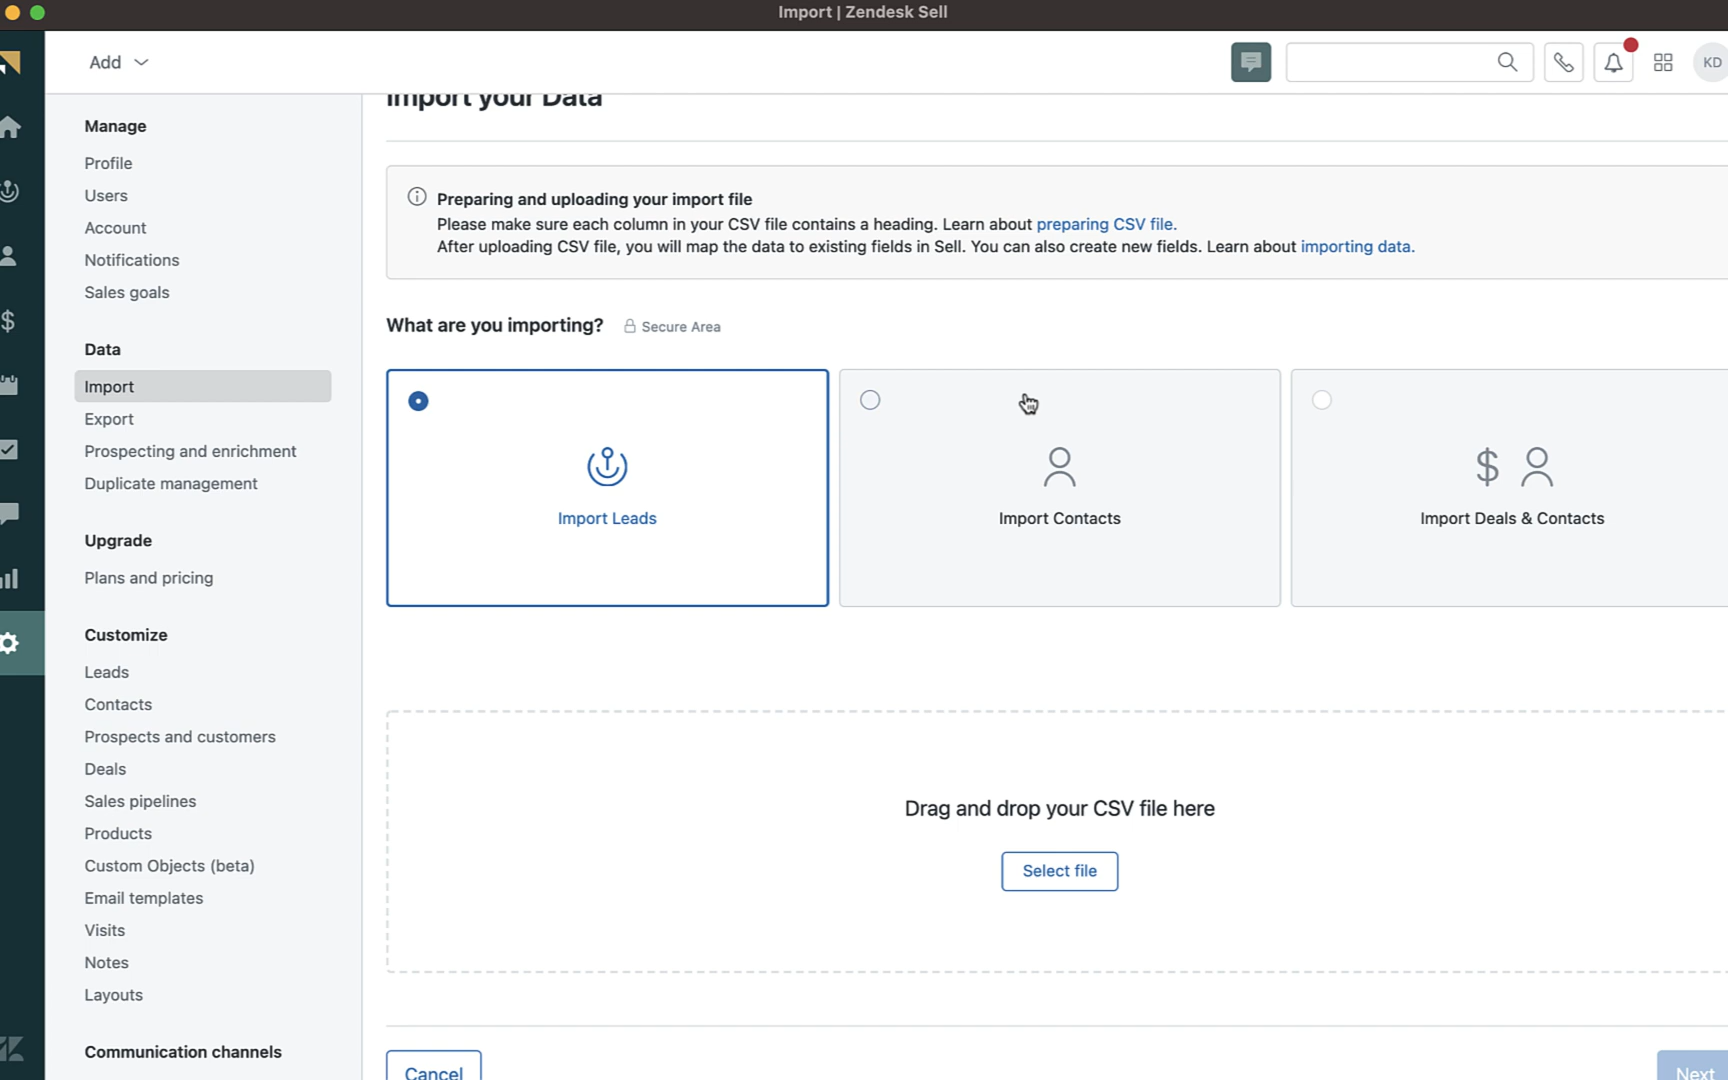 Import | Zendesk Sell
Add
KD
Manage
Profile
Users
Account
Notifications
Sales goals
Data
Import
Export
Prospecting and enrichment
Duplicate management
Upgrade
Plans and pricing
Customize
Leads
Contacts
Prospects and customers
Deals
Sales pipelines
Products
Custom Objects (beta)
Email templates
Visits
Notes
Layouts
Communication channels
Import your Data
Preparing and uploading your import file
Please make sure each column in your CSV file contains a heading. Learn about preparing CSV file.
After uploading CSV file, you will map the data to existing fields in Sell. You can also create new fields. Learn about importing data.
What are you importing? Secure Area
Import Leads
Import Contacts
Import Deals & Contacts
Drag and drop your CSV file here
Select file
Cancel
Next